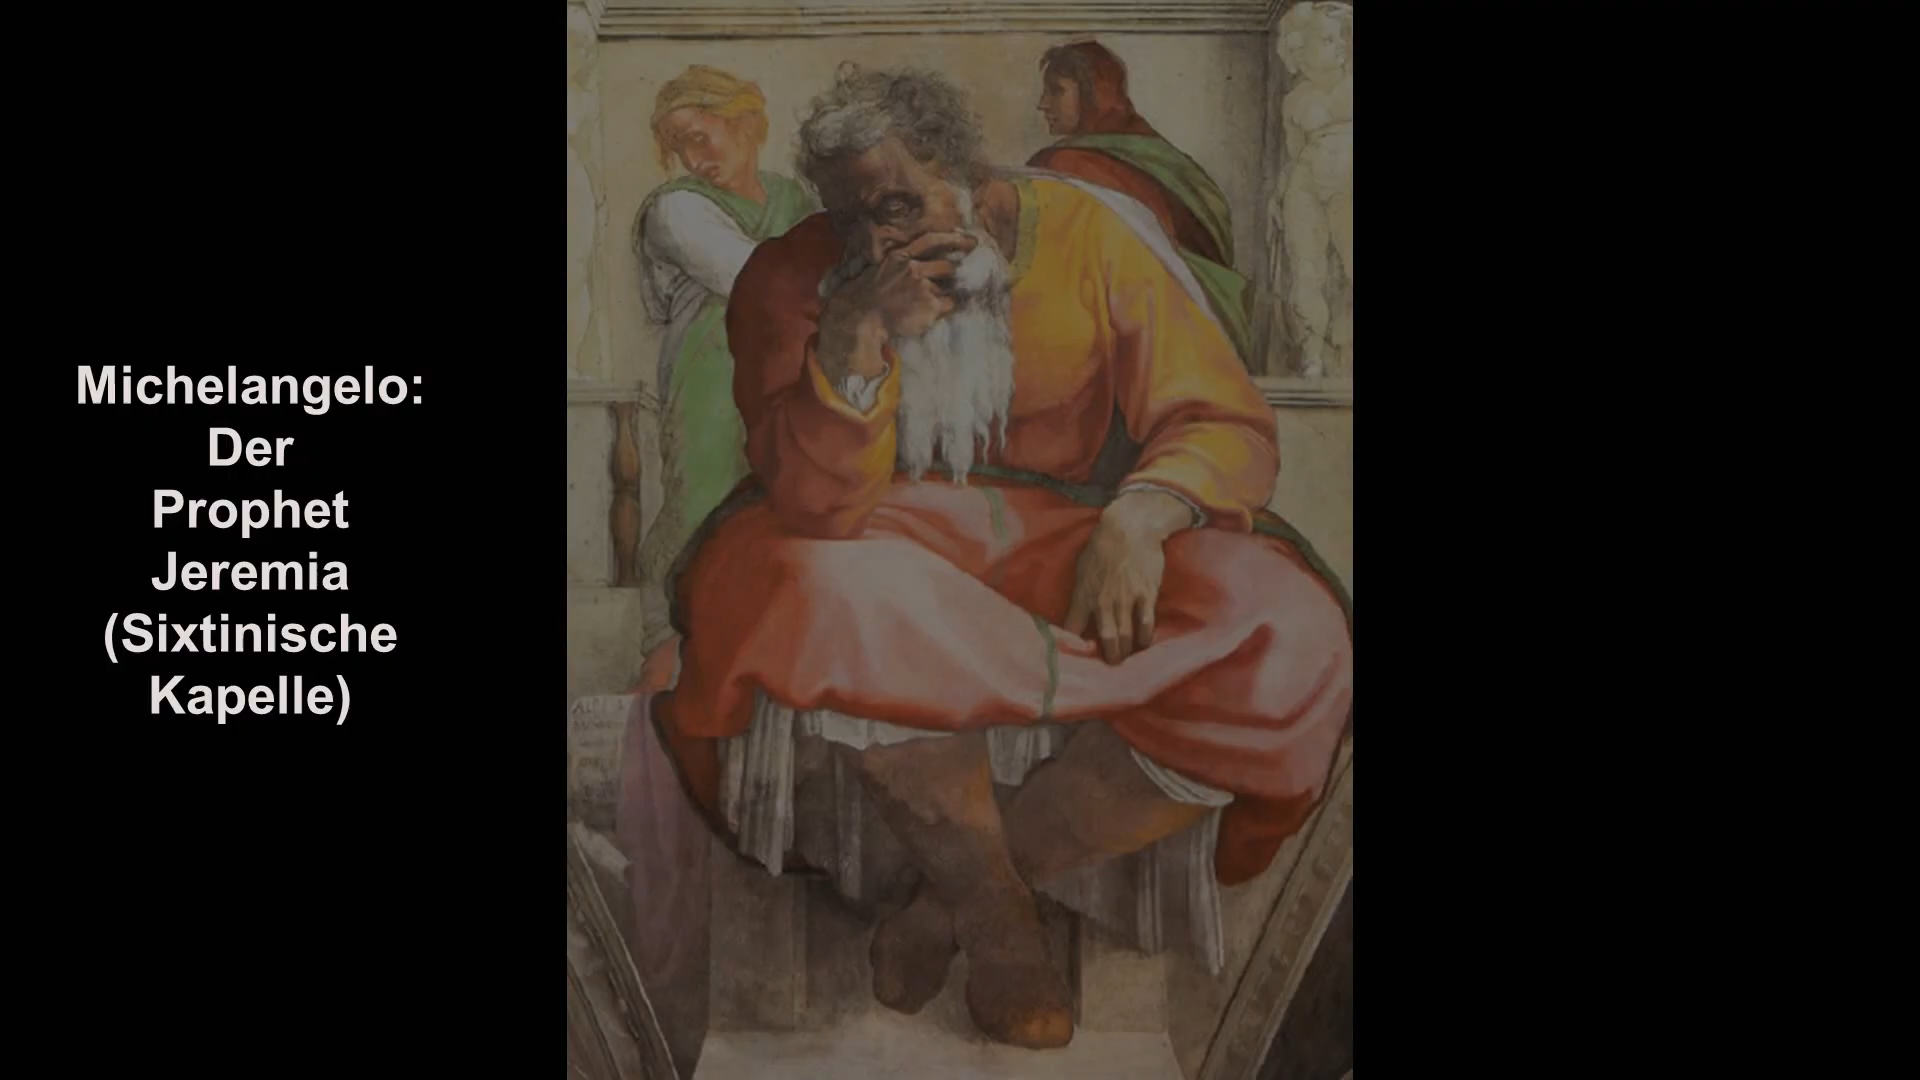 Michelangelo:
Der
Prophet
Jeremia
(Sixtinische
Kapelle)